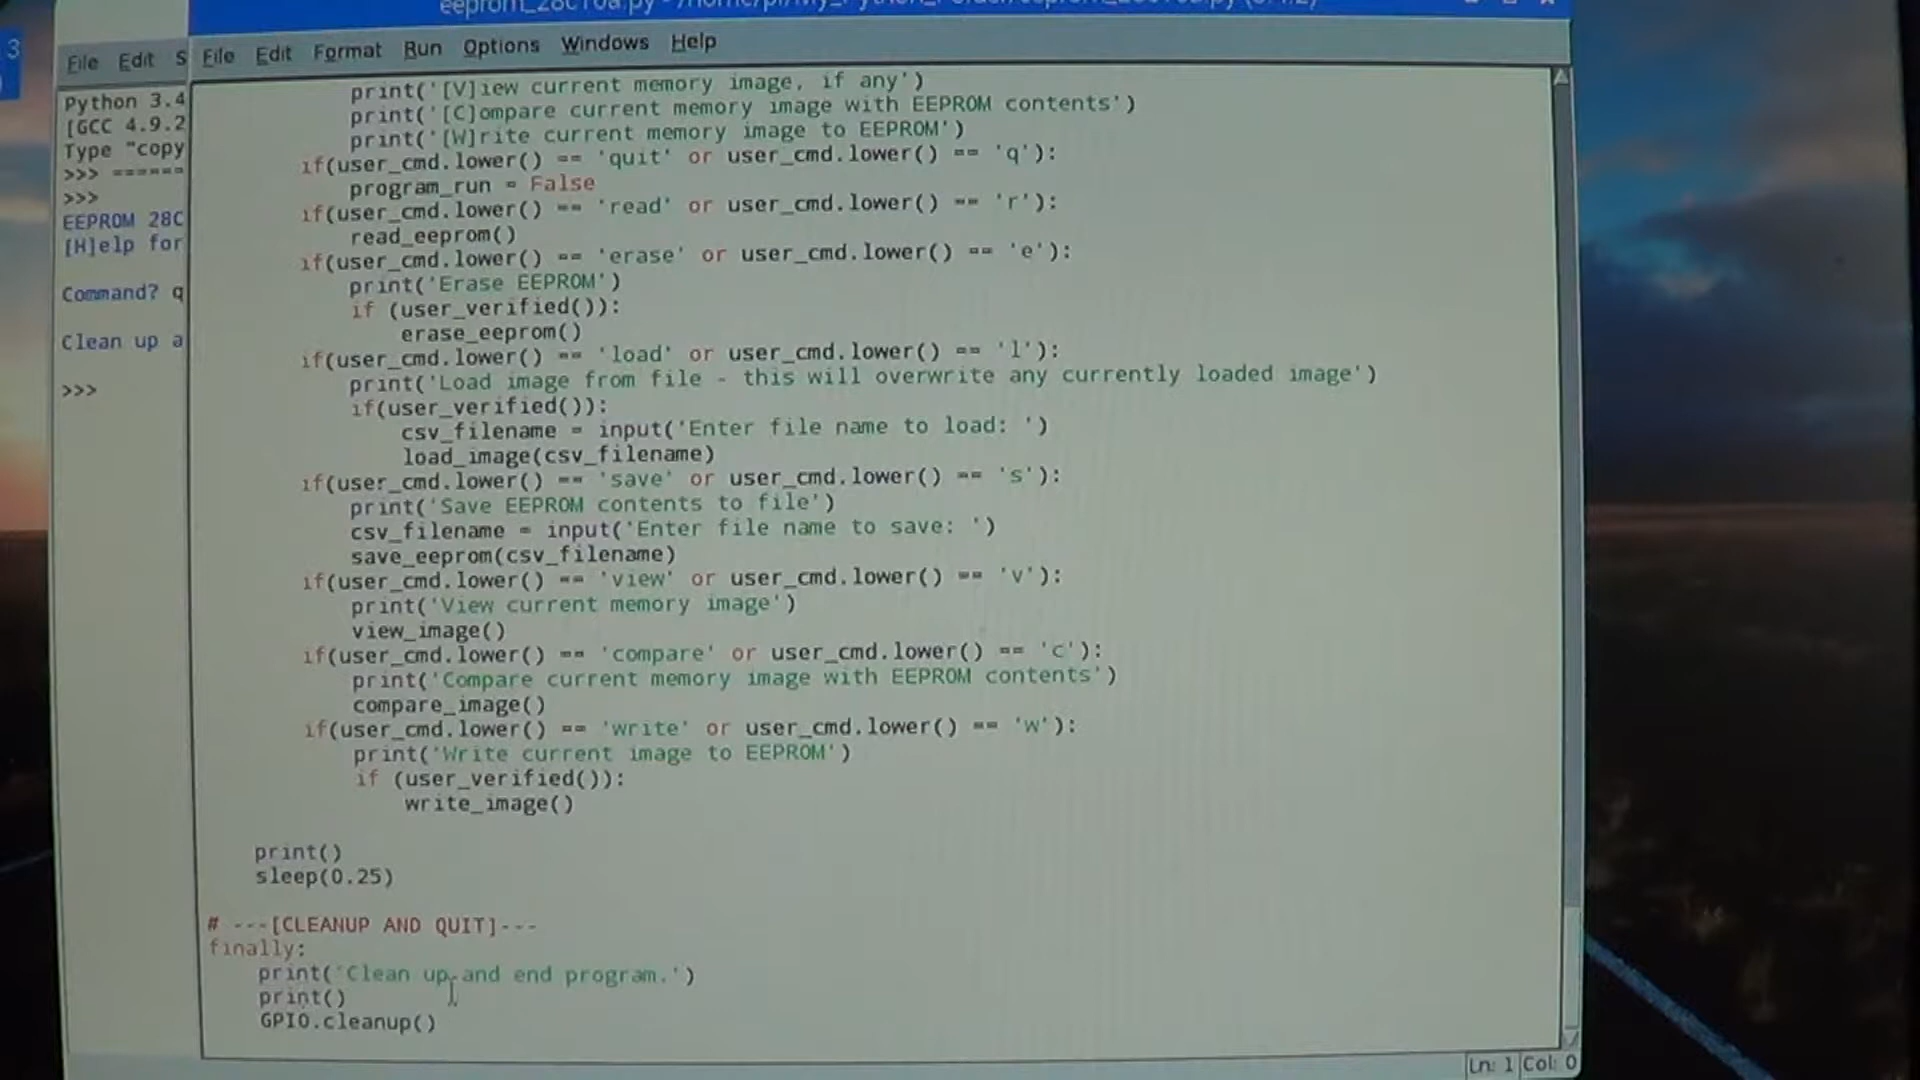 3
File Edit S
Python 3.4
[GCC 4.9.2
Type "copy
>>> ======
>>>
EEPROM 28C
[H]elp for
Command? q
Clean up a
>>>
File Edit Format Run Options Windows Help
print('[V]iew current memory image, if any')
print('[C]ompare current memory image with EEPROM contents')
print('[W]rite current memory image to EEPROM')
if(user_cmd.lower() == 'quit' or user_cmd.lower() == 'q'):
program_run = False
if(user_cmd.lower() == 'read' or user_cmd.lower() == 'r'):
read_eeprom()
if(user_cmd.lower() == 'erase' or user_cmd.lower() == 'e'):
print('Erase EEPROM')
if (user_verified()):
erase_eeprom()
if(user_cmd.lower() == 'load' or user_cmd.lower() == 'l'):
print('Load image from file - this will overwrite any currently loaded image')
if(user_verified()):
csv_filename = input('Enter file name to load: ')
load_image(csv_filename)
if(user_cmd.lower() == 'save' or user_cmd.lower() == 's'):
print('Save EEPROM contents to file')
csv_filename = input('Enter file name to save: ')
save_eeprom(csv_filename)
if(user_cmd.lower() == 'view' or user_cmd.lower() == 'v'):
print('View current memory image')
view_image()
if(user_cmd.lower() == 'compare' or user_cmd.lower() == 'c'):
print('Compare current memory image with EEPROM contents')
compare_image()
if(user_cmd.lower() == 'write' or user_cmd.lower() == 'w'):
print('Write current image to EEPROM')
if (user_verified()):
write_image()
print()
sleep(0.25)
# ---[CLEANUP AND QUIT]---
finally:
print('Clean up and end program.')
print()
GPIO.cleanup()
Ln: 1 Col: 0